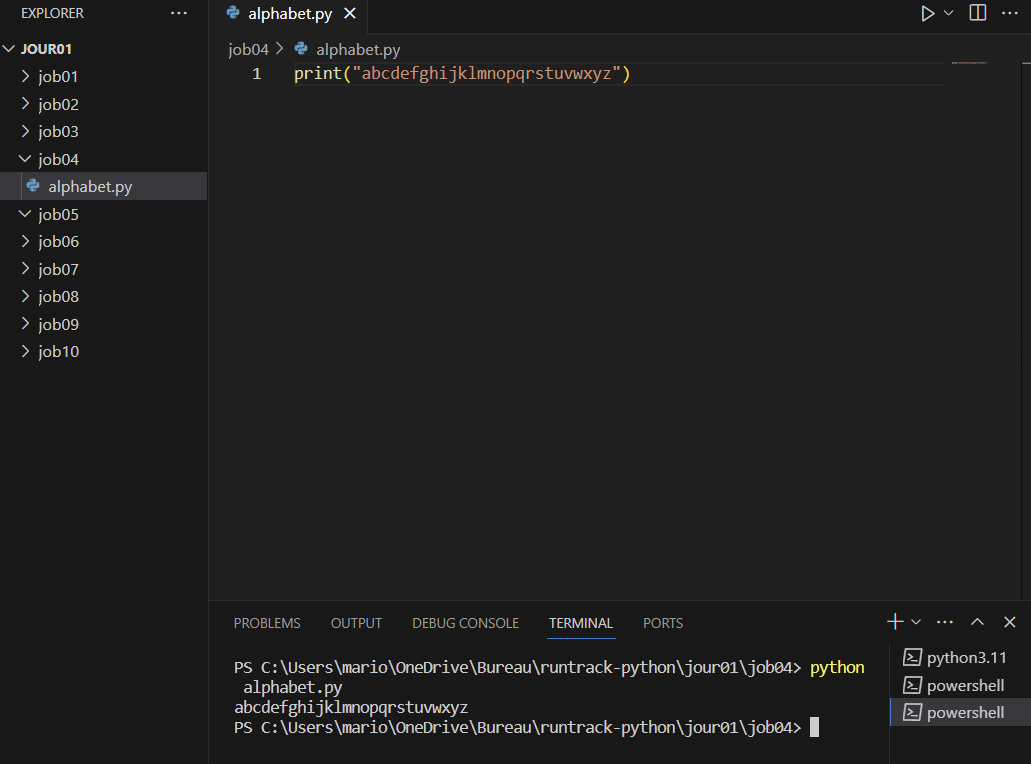 EXPLORER ···
JOUR01
job01
job02
job03
job04
alphabet.py
job05
job06
job07
job08
job09
job10
alphabet.py
job04 > alphabet.py
1 print("abcdefghijklmnopqrstuvwxyz")
PROBLEMS OUTPUT DEBUG CONSOLE TERMINAL PORTS
PS C:\Users\mario\OneDrive\Bureau\runtrack-python\jour01\job04> python
alphabet.py
abcdefghijklmnopqrstuvwxyz
PS C:\Users\mario\OneDrive\Bureau\runtrack-python\jour01\job04>
python3.11
powershell
powershell